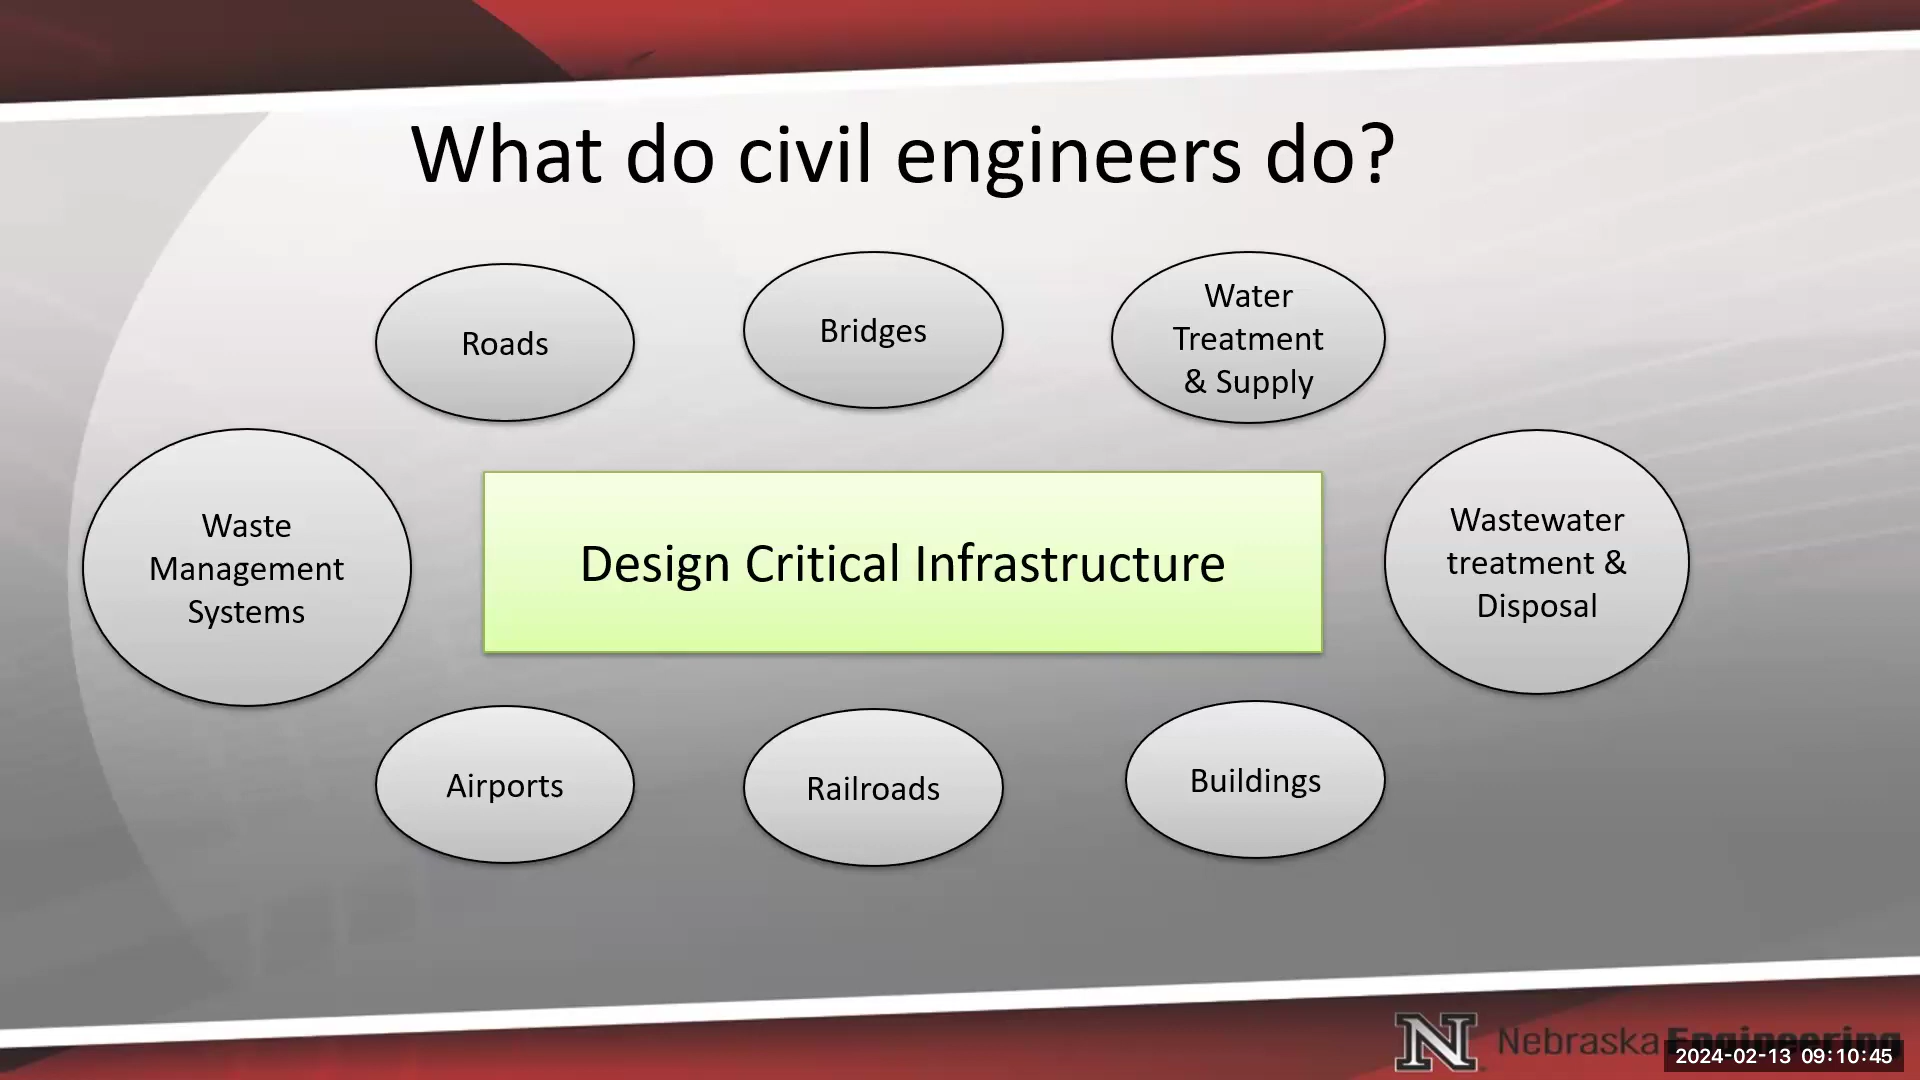 What do civil engineers do?
Roads
Bridges
Water
Treatment
& Supply
Waste
Management
Systems
Design Critical Infrastructure
Wastewater
treatment &
Disposal
Airports
Railroads
Buildings
N Nebraska Engineering
2024-02-13 09:10:45